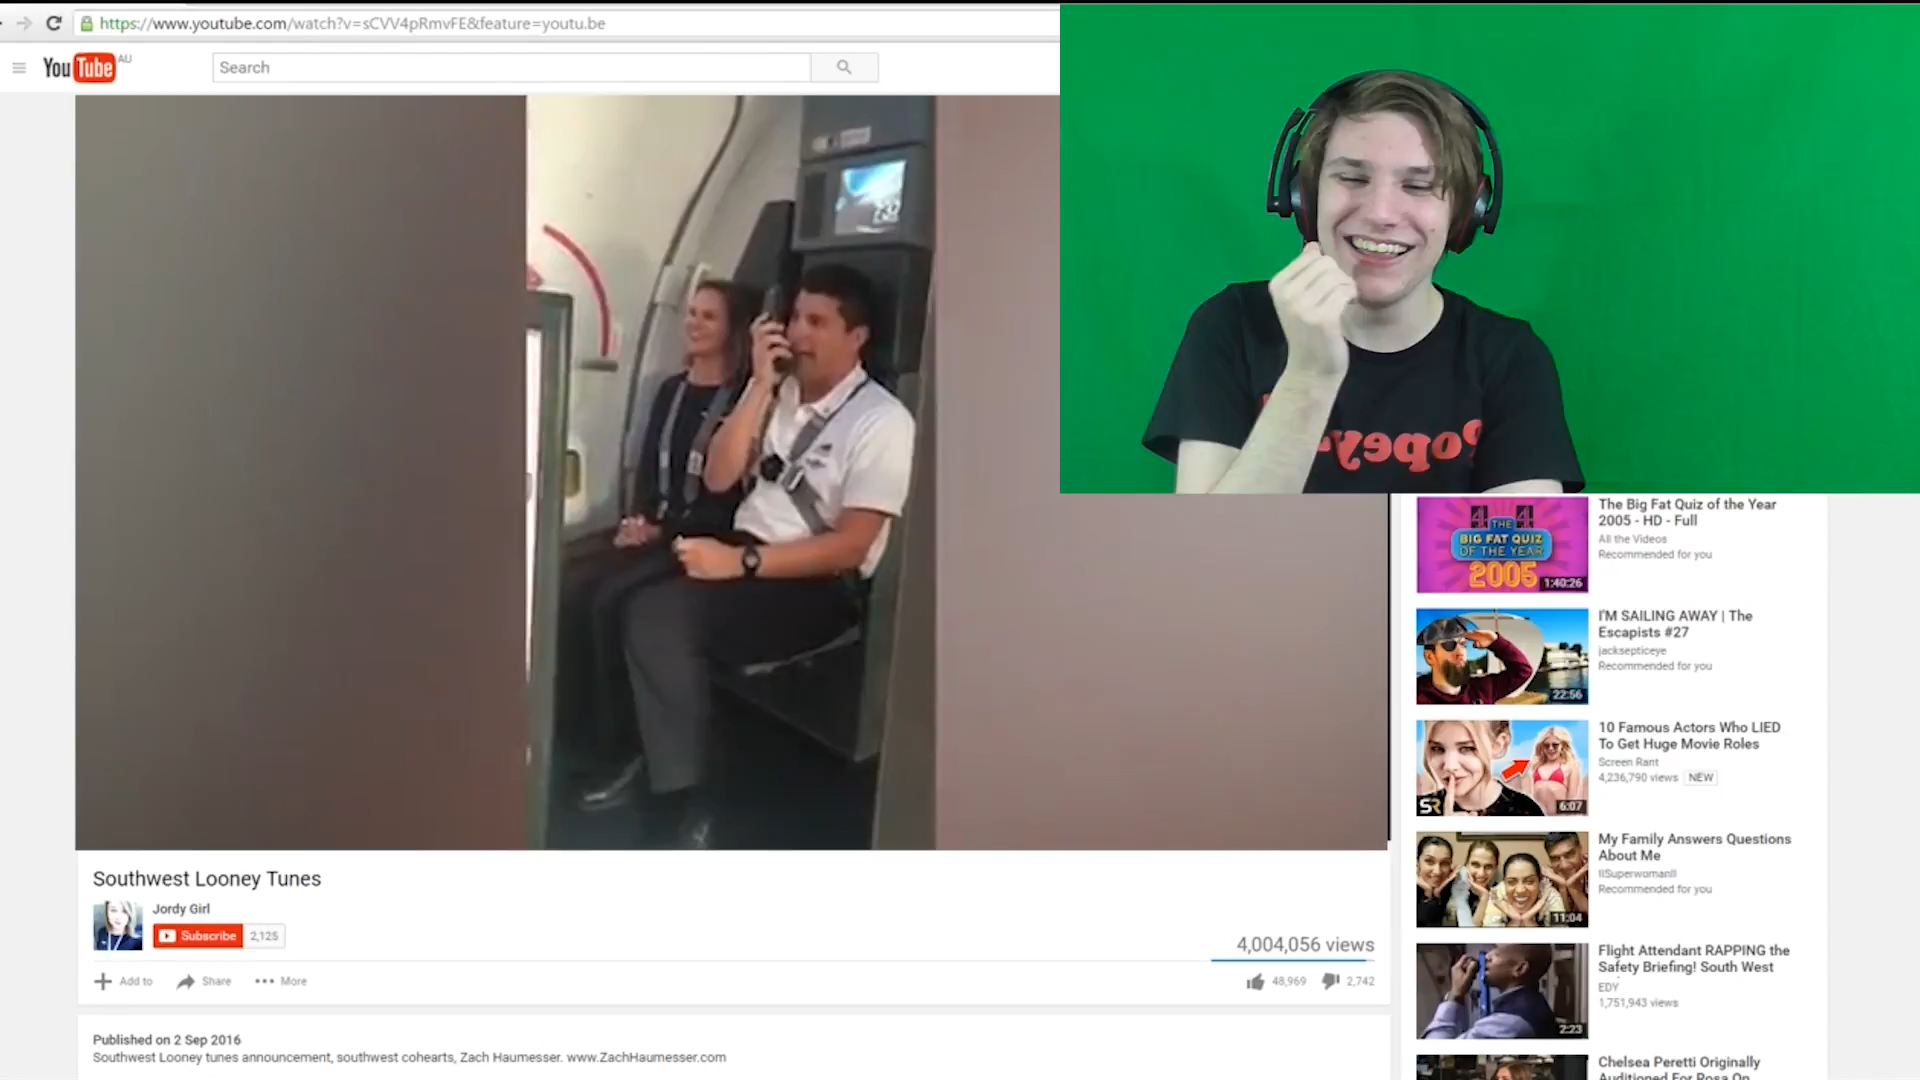 https://www.youtube.com/watch?v=sCVV4pRmvFE&feature=youtu.be
YouTube AU
Search
Popeye
THE
BIG FAT QUIZ
OF THE YEAR
2005
1:40:26
The Big Fat Quiz of the Year
2005 - HD - Full
All the Videos
Recommended for you
22:56
I'M SAILING AWAY | The
Escapists #27
jacksepticeye
Recommended for you
SR
6:07
10 Famous Actors Who LIED
To Get Huge Movie Roles
Screen Rant
4,236,790 views NEW
11:04
My Family Answers Questions
About Me
IISuperwomanII
Recommended for you
2:23
Flight Attendant RAPPING the
Safety Briefing! South West
EDY
1,751,943 views
Chelsea Peretti Originally
Auditioned For Rosa On
Southwest Looney Tunes
Jordy Girl
Subscribe 2,125
4,004,056 views
Add to Share More
48,969 2,742
Published on 2 Sep 2016
Southwest Looney tunes announcement, southwest cohearts, Zach Haumesser. www.ZachHaumesser.com